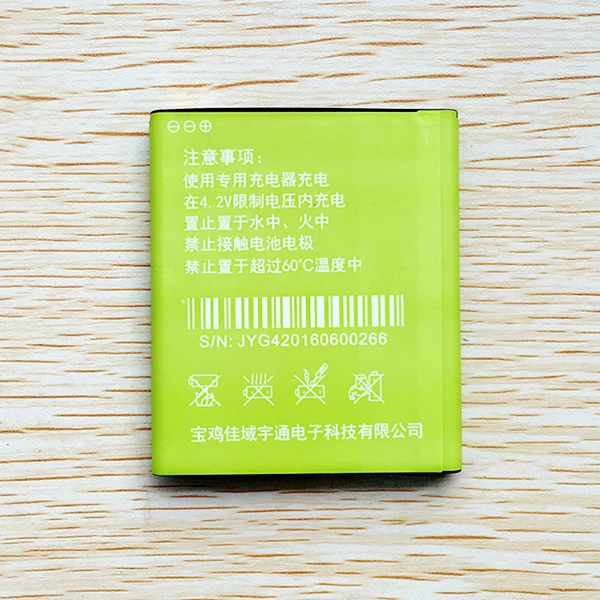 ⊖⊖⊕
注意事项：
使用专用充电器充电
在4.2V限制电压内充电
置止置于水中、火中
禁止接触电池电极
禁止置于超过60℃温度中
S/N: JYG420160600266
宝鸡佳域宇通电子科技有限公司